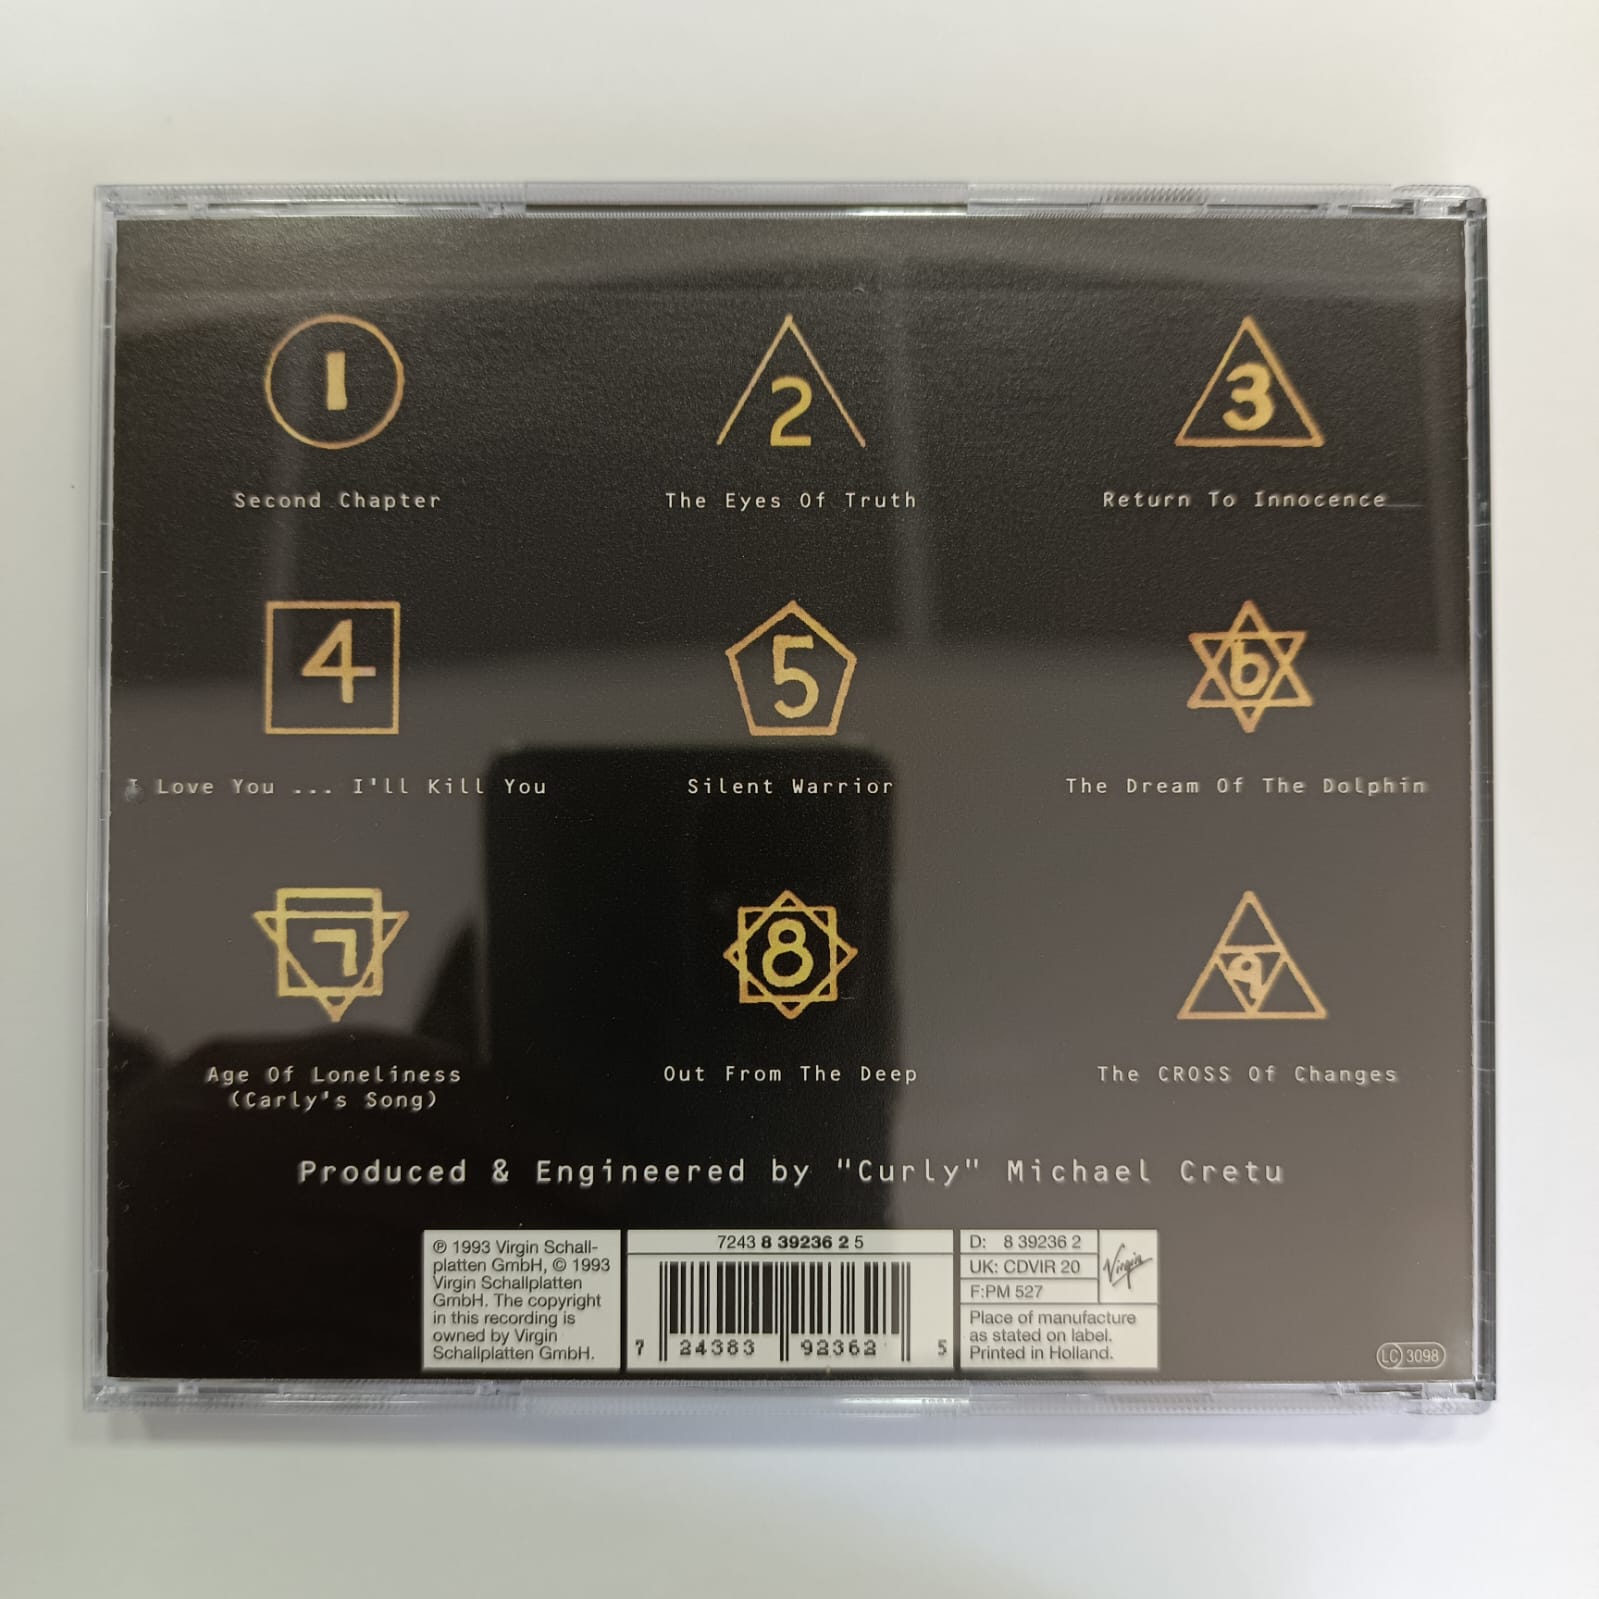 1
2
3
Second Chapter
The Eyes Of Truth
Return To Innocence
4
5
6
I Love You ... I'll Kill You
Silent Warrior
The Dream Of The Dolphin
7
8
9
Age Of Loneliness
(Carly's Song)
Out From The Deep
The CROSS Of Changes
Produced & Engineered by "Curly" Michael Cretu
℗ 1993 Virgin Schall-
platten GmbH, © 1993
Virgin Schallplatten
GmbH. The copyright
in this recording is
owned by Virgin
Schallplatten GmbH.
7243 8 39236 2 5
7 24383 92362 5
D: 8 39236 2
UK: CDVIR 20
F:PM 527
Virgin
Place of manufacture
as stated on label.
Printed in Holland.
LC 3098